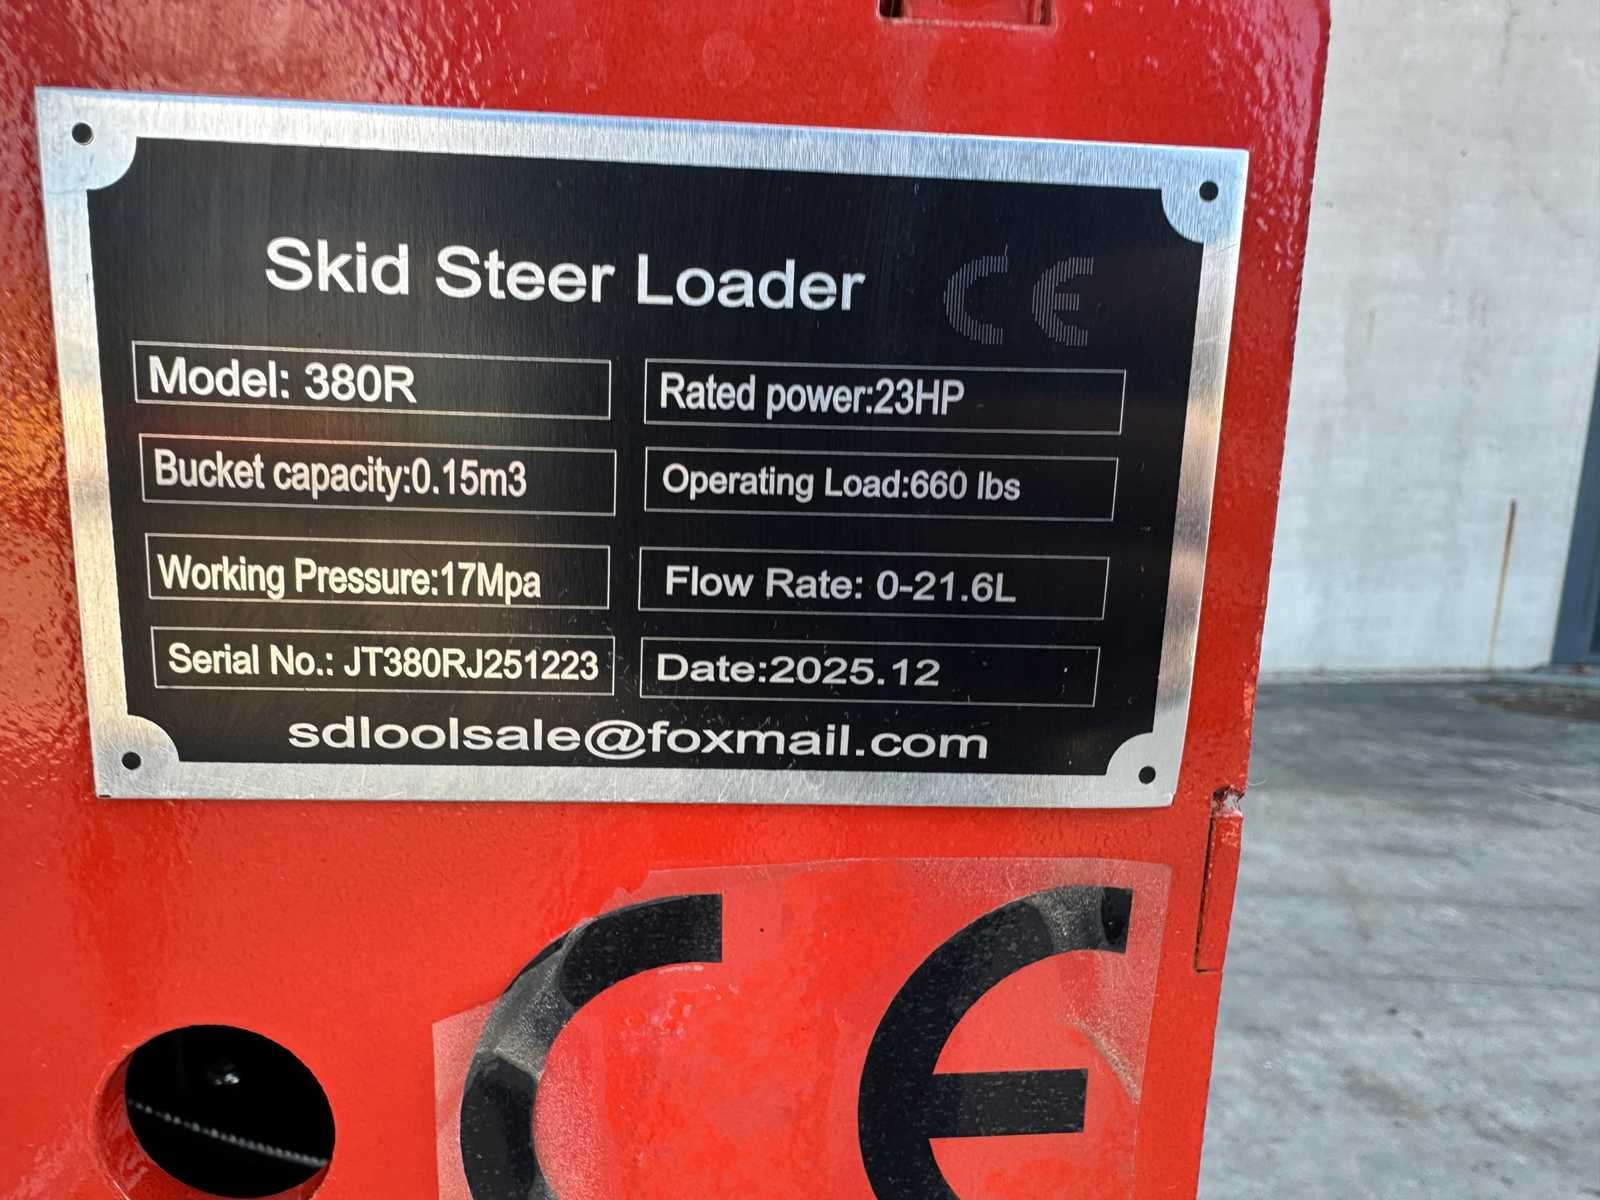 Skid Steer Loader CE
Model: 380R
Rated power:23HP
Bucket capacity:0.15m3
Operating Load:660 lbs
Working Pressure:17Mpa
Flow Rate: 0-21.6L
Serial No.: JT380RJ251223
Date:2025.12
sdloolsale@foxmail.com
CE